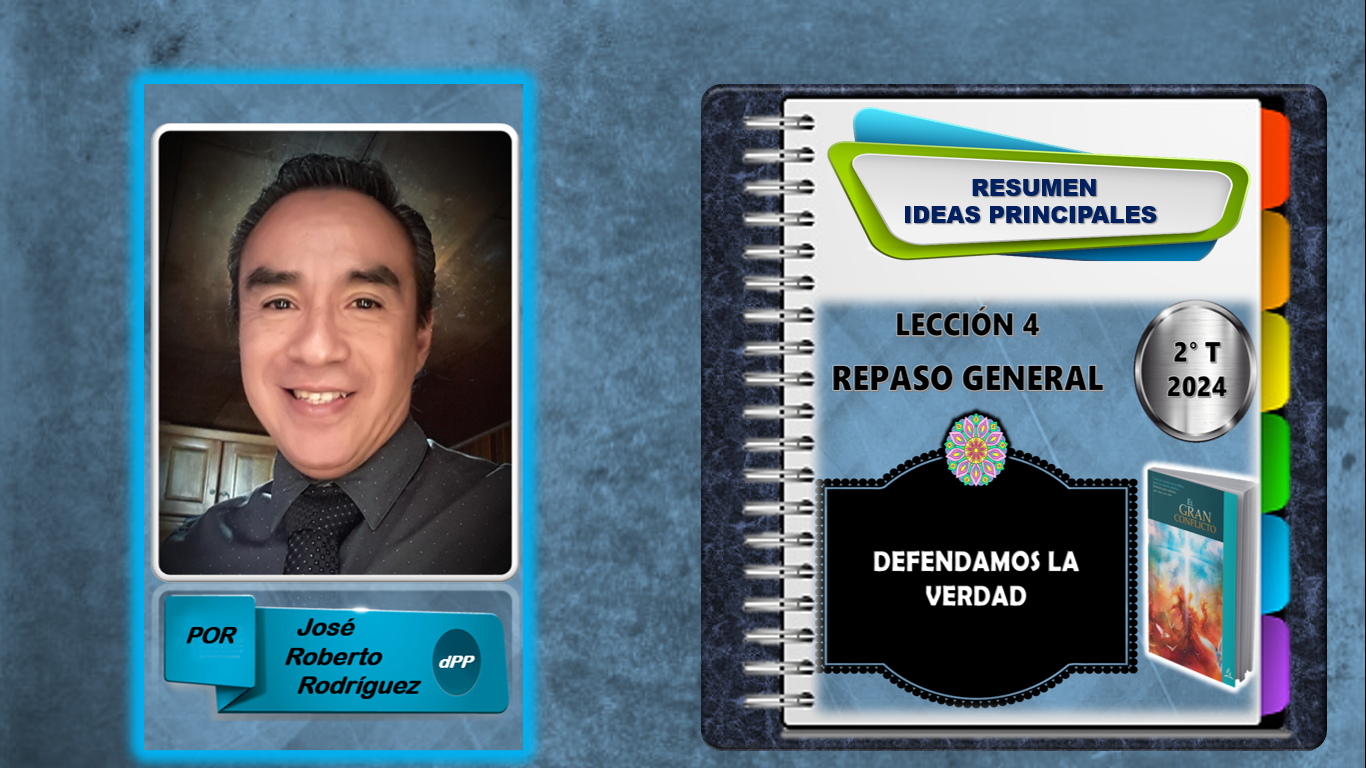 POR
José
Roberto
Rodríguez
dPP
RESUMEN
IDEAS PRINCIPALES
LECCIÓN 4
REPASO GENERAL
2° T
2024
DEFENDAMOS LA
VERDAD
EL
GRAN
CONFLICTO